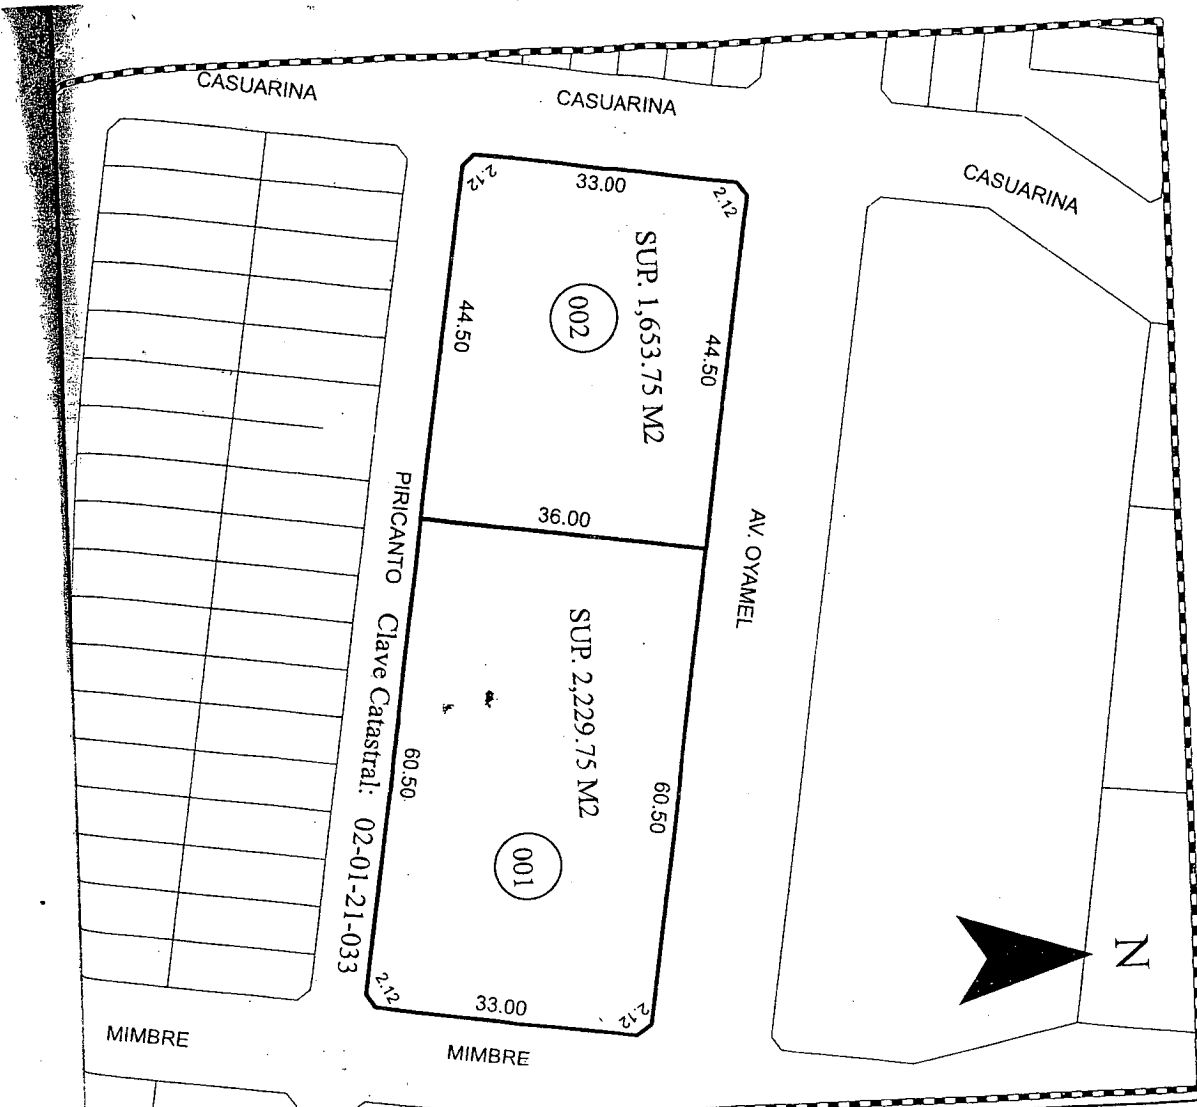 CASUARINA
CASUARINA
CASUARINA
2.12
33.00
2.12
SUP. 1,653.75 M2
002
44.50
44.50
36.00
PIRICANTO
AV. OYAMEL
Clave Catastral: 02-01-21-033
SUP. 2,229.75 M2
60.50
60.50
001
N
2.12
33.00
2.12
MIMBRE
MIMBRE